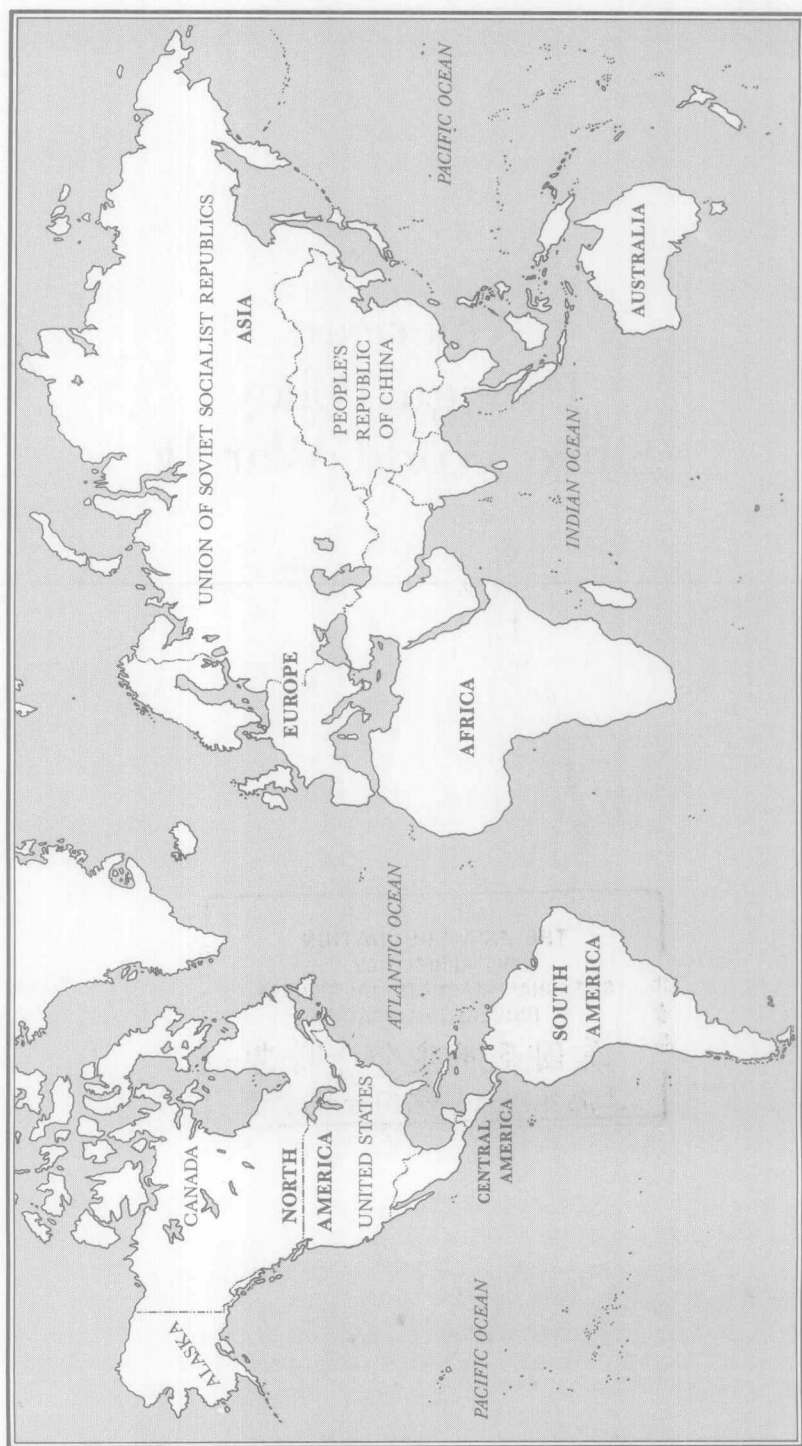 ALASKA
CANADA
NORTH
AMERICA
UNITED STATES
CENTRAL
AMERICA
SOUTH
AMERICA
PACIFIC OCEAN
ATLANTIC OCEAN
EUROPE
AFRICA
UNION OF SOVIET SOCIALIST REPUBLICS
ASIA
PEOPLE'S
REPUBLIC
OF CHINA
INDIAN OCEAN
PACIFIC OCEAN
AUSTRALIA